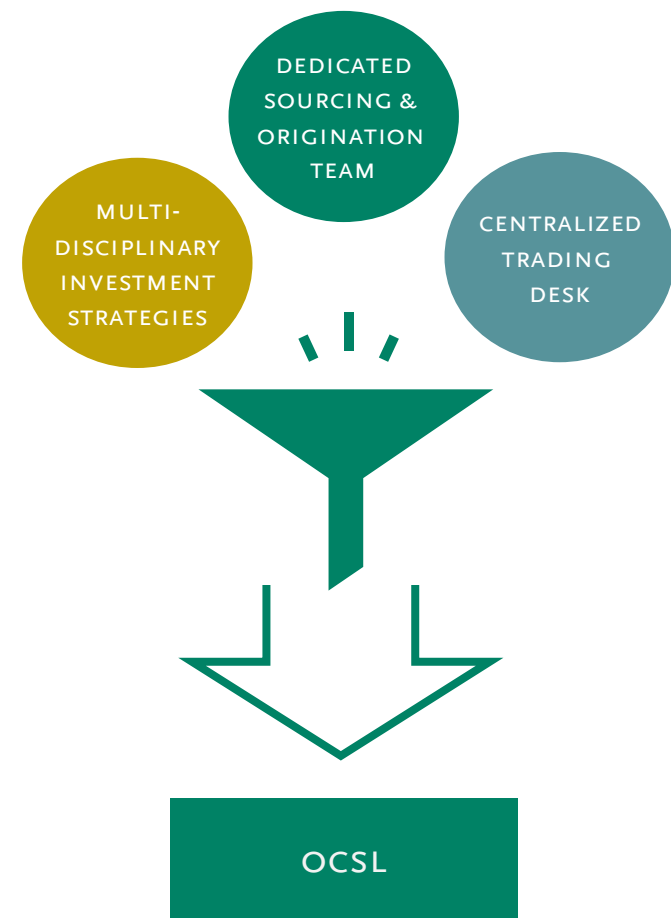 DEDICATED
SOURCING &
ORIGINATION
TEAM
MULTI-
DISCIPLINARY
INVESTMENT
STRATEGIES
CENTRALIZED
TRADING
DESK
OCSL